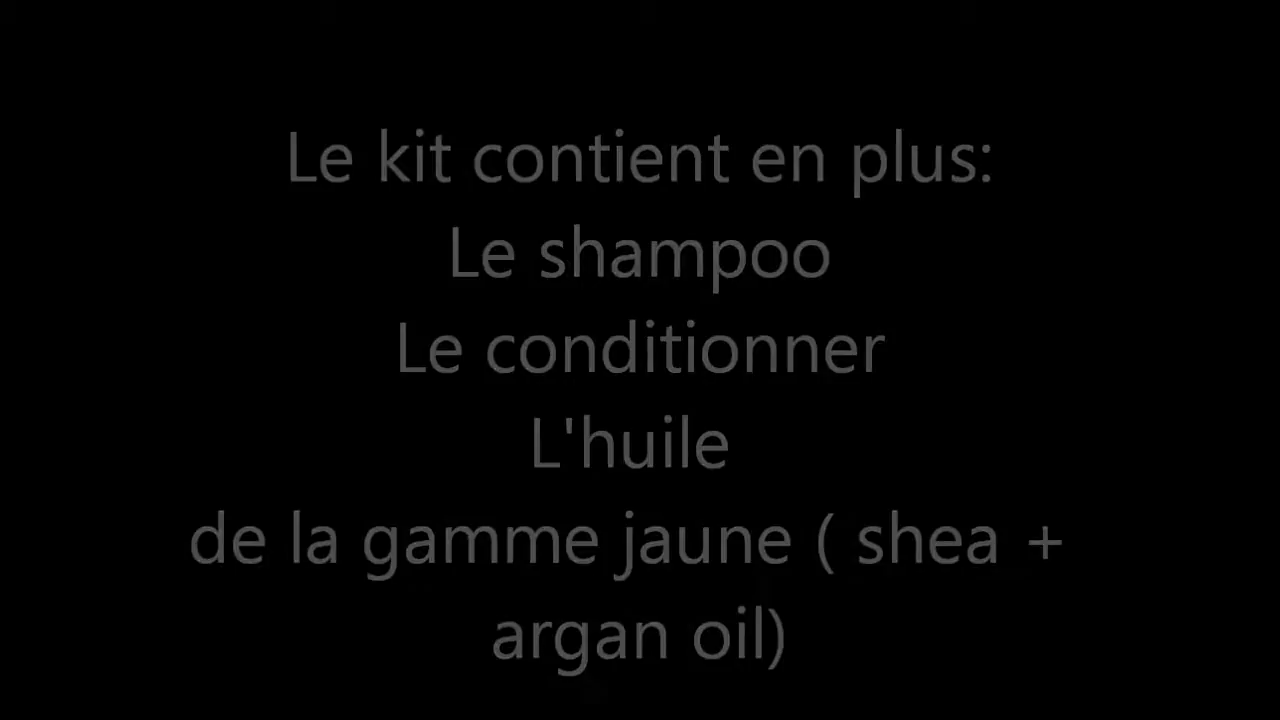 Le kit contient en plus:
Le shampoo
Le conditionner
L'huile
de la gamme jaune ( shea +
argan oil)